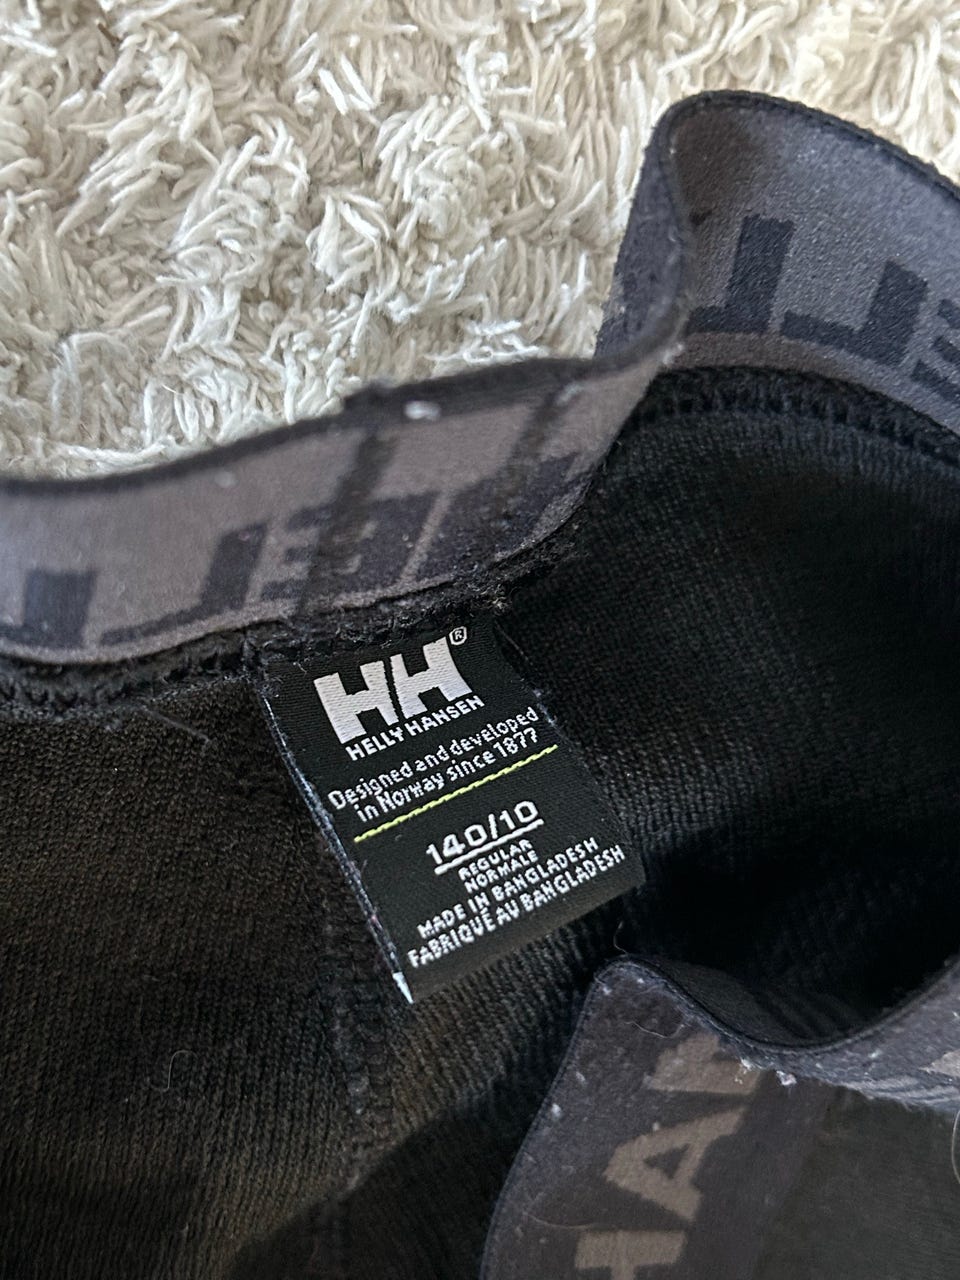 HH®
HELLY HANSEN
Designed and developed
in Norway since 1877
140/10
REGULAR
NORMALE
MADE IN BANGLADESH
FABRIQUÉ AU BANGLADESH